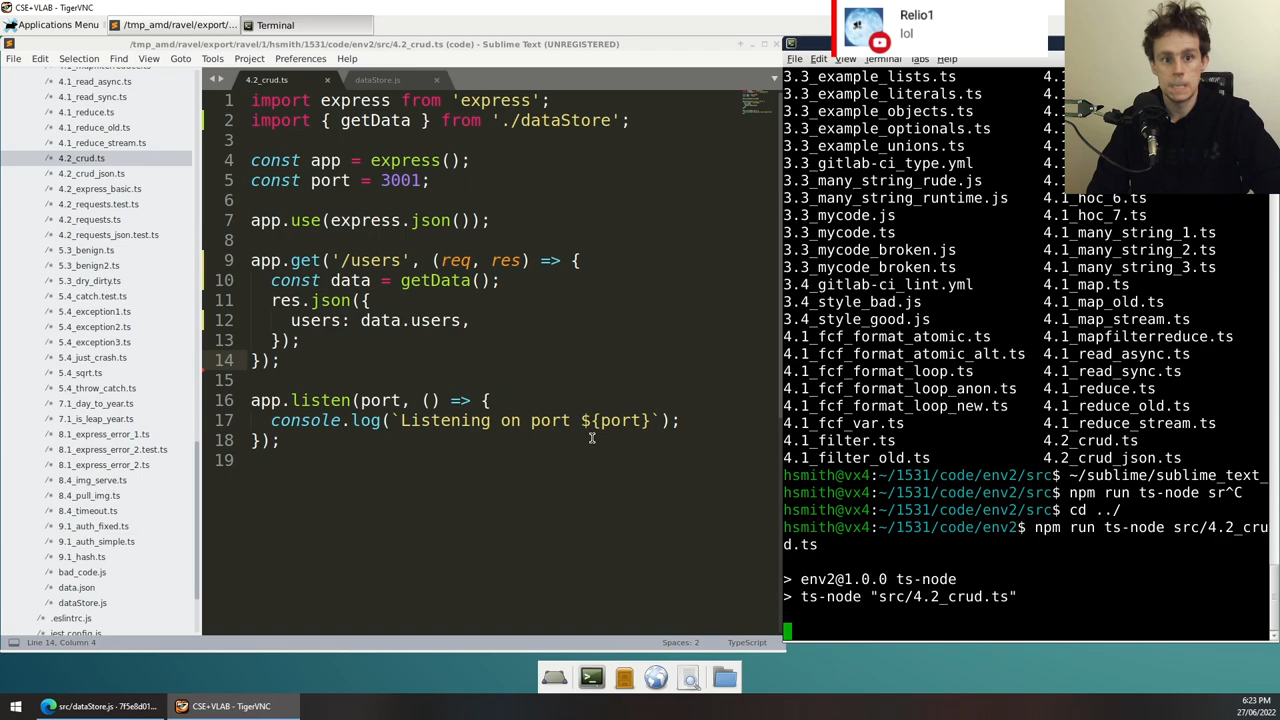 CSE+VLAB - TigerVNC
Applications Menu
/tmp_amd/ravel/export/...
Terminal
Relio1
lol
/tmp_amd/ravel/export/ravel/1/hsmith/1531/code/env2/src/4.2_crud.ts (code) - Sublime Text (UNREGISTERED)
File Edit Selection Find View Goto Tools Project Preferences Help
4.1_read_async.ts
4.1_read_sync.ts
4.1_reduce.ts
4.1_reduce_old.ts
4.1_reduce_stream.ts
4.2_crud.ts
4.2_crud_json.ts
4.2_express_basic.ts
4.2_requests.test.ts
4.2_requests.ts
4.2_requests_json.test.ts
5.3_benign.ts
5.3_benign2.ts
5.3_dry_dirty.ts
5.4_catch.test.ts
5.4_exception1.ts
5.4_exception2.ts
5.4_exception3.ts
5.4_just_crash.ts
5.4_sqrt.ts
5.4_throw_catch.ts
7.1_day_to_year.ts
7.1_is_leap_year.ts
8.1_express_error_1.ts
8.1_express_error_2.test.ts
8.1_express_error_2.ts
8.4_img_serve.ts
8.4_pull_img.ts
8.4_timeout.ts
9.1_auth_fixed.ts
9.1_auth_simple.ts
9.1_hash.ts
bad_code.js
data.json
dataStore.js
.eslintrc.js
jest.config.js
4.2_crud.ts
dataStore.js
1 import express from 'express';
2 import { getData } from './dataStore';
3
4 const app = express();
5 const port = 3001;
6
7 app.use(express.json());
8
9 app.get('/users', (req, res) => {
10 const data = getData();
11 res.json({
12 users: data.users,
13 });
14 });
15
16 app.listen(port, () => {
17 console.log(`Listening on port ${port}`);
18 });
19
Line 14, Column 4
Spaces: 2
TypeScript
File Edit View Terminal Tabs Help
3.3_example_lists.ts
3.3_example_literals.ts
3.3_example_objects.ts
3.3_example_optionals.ts
3.3_example_unions.ts
3.3_gitlab-ci_type.yml
3.3_many_string_rude.js
3.3_many_string_runtime.js 4.1_hoc_6.ts
3.3_mycode.js 4.1_hoc_7.ts
3.3_mycode.ts 4.1_many_string_1.ts
3.3_mycode_broken.js 4.1_many_string_2.ts
3.3_mycode_broken.ts 4.1_many_string_3.ts
3.4_gitlab-ci_lint.yml 4.1_map.ts
3.4_style_bad.js 4.1_map_old.ts
3.4_style_good.js 4.1_map_stream.ts
4.1_fcf_format_atomic.ts 4.1_mapfilterreduce.ts
4.1_fcf_format_atomic_alt.ts 4.1_read_async.ts
4.1_fcf_format_loop.ts 4.1_read_sync.ts
4.1_fcf_format_loop_anon.ts 4.1_reduce.ts
4.1_fcf_format_loop_new.ts 4.1_reduce_old.ts
4.1_fcf_var.ts 4.1_reduce_stream.ts
4.1_filter.ts 4.2_crud.ts
4.1_filter_old.ts 4.2_crud_json.ts
hsmith@vx4:~/1531/code/env2/src$ ~/sublime/sublime_text_
hsmith@vx4:~/1531/code/env2/src$ npm run ts-node sr^C
hsmith@vx4:~/1531/code/env2/src$ cd ../
hsmith@vx4:~/1531/code/env2$ npm run ts-node src/4.2_cru
d.ts
> env2@1.0.0 ts-node
> ts-node "src/4.2_crud.ts"
src/dataStore.js · 7f5e8d01...
CSE+VLAB - TigerVNC
6:23 PM
27/06/2022